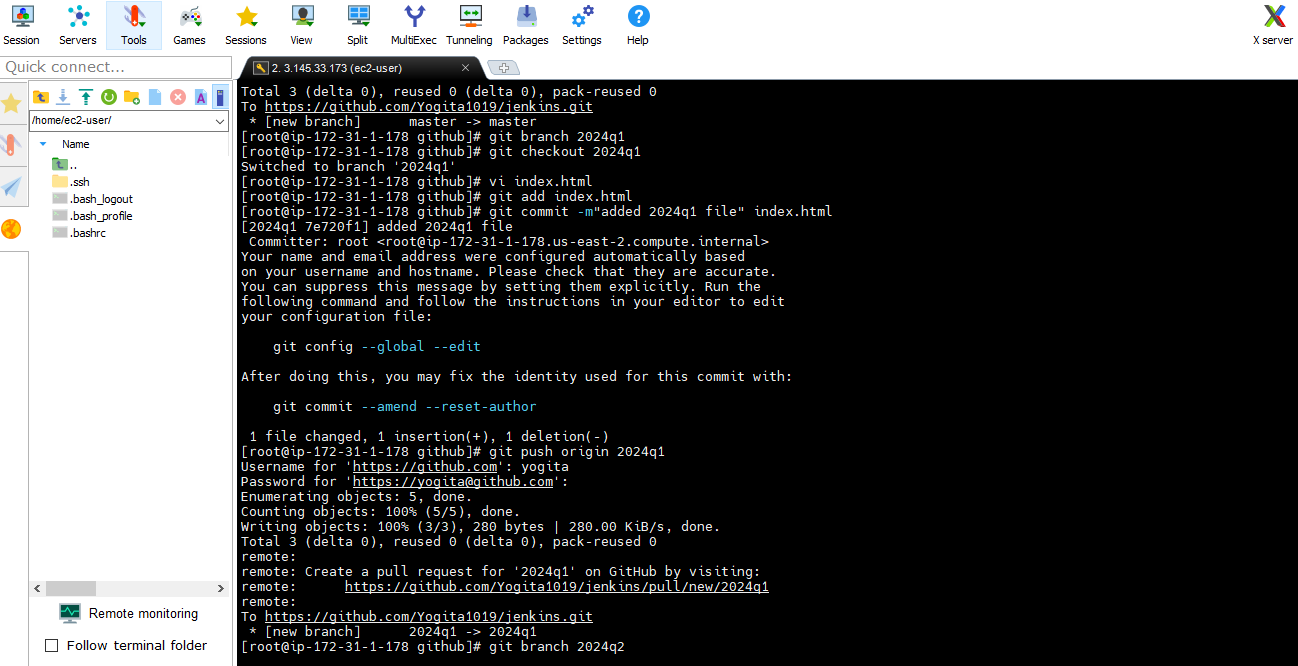 Session Servers Tools Games Sessions View Split MultiExec Tunneling Packages Settings Help X server
Quick connect...
2. 3.145.33.173 (ec2-user)
/home/ec2-user/
Name
..
.ssh
.bash_logout
.bash_profile
.bashrc
Remote monitoring
Follow terminal folder
Total 3 (delta 0), reused 0 (delta 0), pack-reused 0
To https://github.com/Yogita1019/jenkins.git
 * [new branch]      master -> master
[root@ip-172-31-1-178 github]# git branch 2024q1
[root@ip-172-31-1-178 github]# git checkout 2024q1
Switched to branch '2024q1'
[root@ip-172-31-1-178 github]# vi index.html
[root@ip-172-31-1-178 github]# git add index.html
[root@ip-172-31-1-178 github]# git commit -m"added 2024q1 file" index.html
[2024q1 7e720f1] added 2024q1 file
 Committer: root <root@ip-172-31-1-178.us-east-2.compute.internal>
Your name and email address were configured automatically based
on your username and hostname. Please check that they are accurate.
You can suppress this message by setting them explicitly. Run the
following command and follow the instructions in your editor to edit
your configuration file:
    git config --global --edit
After doing this, you may fix the identity used for this commit with:
    git commit --amend --reset-author
 1 file changed, 1 insertion(+), 1 deletion(-)
[root@ip-172-31-1-178 github]# git push origin 2024q1
Username for 'https://github.com': yogita
Password for 'https://yogita@github.com':
Enumerating objects: 5, done.
Counting objects: 100% (5/5), done.
Writing objects: 100% (3/3), 280 bytes | 280.00 KiB/s, done.
Total 3 (delta 0), reused 0 (delta 0), pack-reused 0
remote:
remote: Create a pull request for '2024q1' on GitHub by visiting:
remote:      https://github.com/Yogita1019/jenkins/pull/new/2024q1
remote:
To https://github.com/Yogita1019/jenkins.git
 * [new branch]      2024q1 -> 2024q1
[root@ip-172-31-1-178 github]# git branch 2024q2